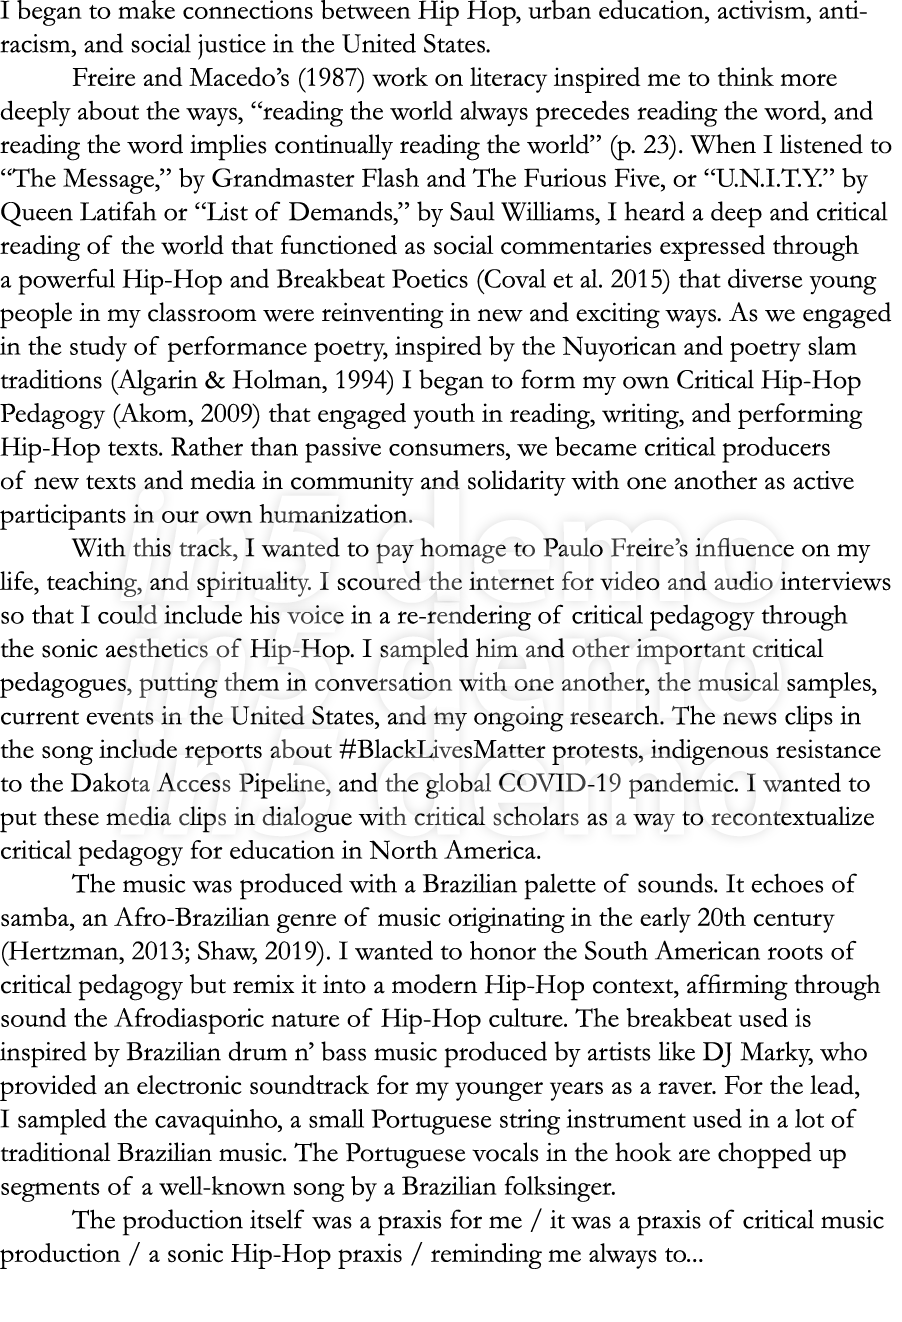 I began to make connections between Hip Hop, urban education, activism, anti-
racism, and social justice in the United States.
Freire and Macedo’s (1987) work on literacy inspired me to think more
deeply about the ways, “reading the world always precedes reading the word, and
reading the word implies continually reading the world” (p. 23). When I listened to
“The Message,” by Grandmaster Flash and The Furious Five, or “U.N.I.T.Y.” by
Queen Latifah or “List of Demands,” by Saul Williams, I heard a deep and critical
reading of the world that functioned as social commentaries expressed through
a powerful Hip-Hop and Breakbeat Poetics (Coval et al. 2015) that diverse young
people in my classroom were reinventing in new and exciting ways. As we engaged
in the study of performance poetry, inspired by the Nuyorican and poetry slam
traditions (Algarin & Holman, 1994) I began to form my own Critical Hip-Hop
Pedagogy (Akom, 2009) that engaged youth in reading, writing, and performing
Hip-Hop texts. Rather than passive consumers, we became critical producers
of new texts and media in community and solidarity with one another as active
participants in our own humanization.
With this track, I wanted to pay homage to Paulo Freire’s influence on my
life, teaching, and spirituality. I scoured the internet for video and audio interviews
so that I could include his voice in a re-rendering of critical pedagogy through
the sonic aesthetics of Hip-Hop. I sampled him and other important critical
pedagogues, putting them in conversation with one another, the musical samples,
current events in the United States, and my ongoing research. The news clips in
the song include reports about #BlackLivesMatter protests, indigenous resistance
to the Dakota Access Pipeline, and the global COVID-19 pandemic. I wanted to
put these media clips in dialogue with critical scholars as a way to recontextualize
critical pedagogy for education in North America.
The music was produced with a Brazilian palette of sounds. It echoes of
samba, an Afro-Brazilian genre of music originating in the early 20th century
(Hertzman, 2013; Shaw, 2019). I wanted to honor the South American roots of
critical pedagogy but remix it into a modern Hip-Hop context, affirming through
sound the Afrodiasporic nature of Hip-Hop culture. The breakbeat used is
inspired by Brazilian drum n’ bass music produced by artists like DJ Marky, who
provided an electronic soundtrack for my younger years as a raver. For the lead,
I sampled the cavaquinho, a small Portuguese string instrument used in a lot of
traditional Brazilian music. The Portuguese vocals in the hook are chopped up
segments of a well-known song by a Brazilian folksinger.
The production itself was a praxis for me / it was a praxis of critical music
production / a sonic Hip-Hop praxis / reminding me always to...
in5 demo
in5 demo
in5 demo